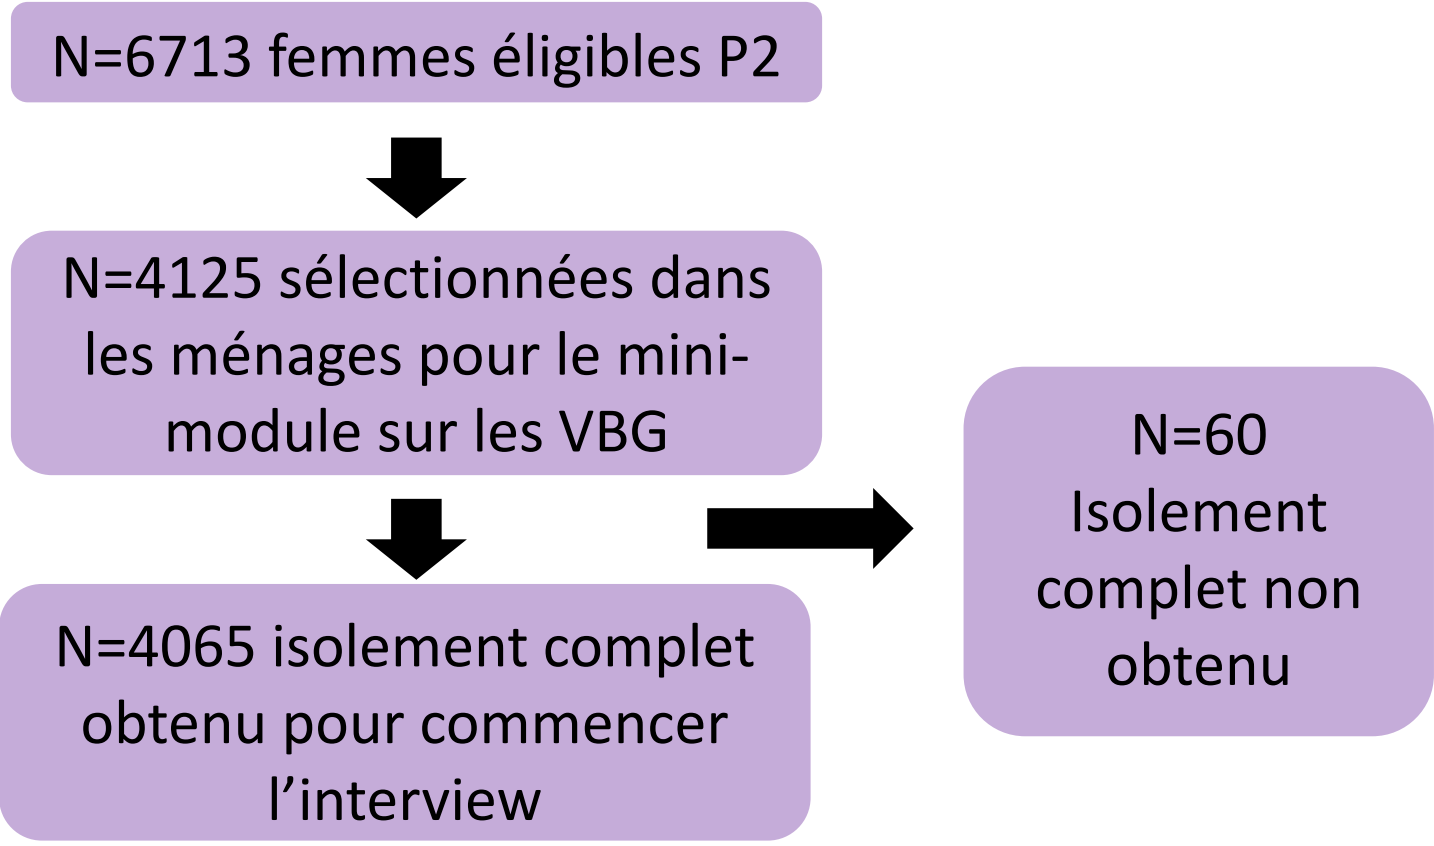 N=6713 femmes éligibles P2
N=4125 sélectionnées dans
les ménages pour le mini-
module sur les VBG
N=60
Isolement
complet non
obtenu
N=4065 isolement complet
obtenu pour commencer
l’interview